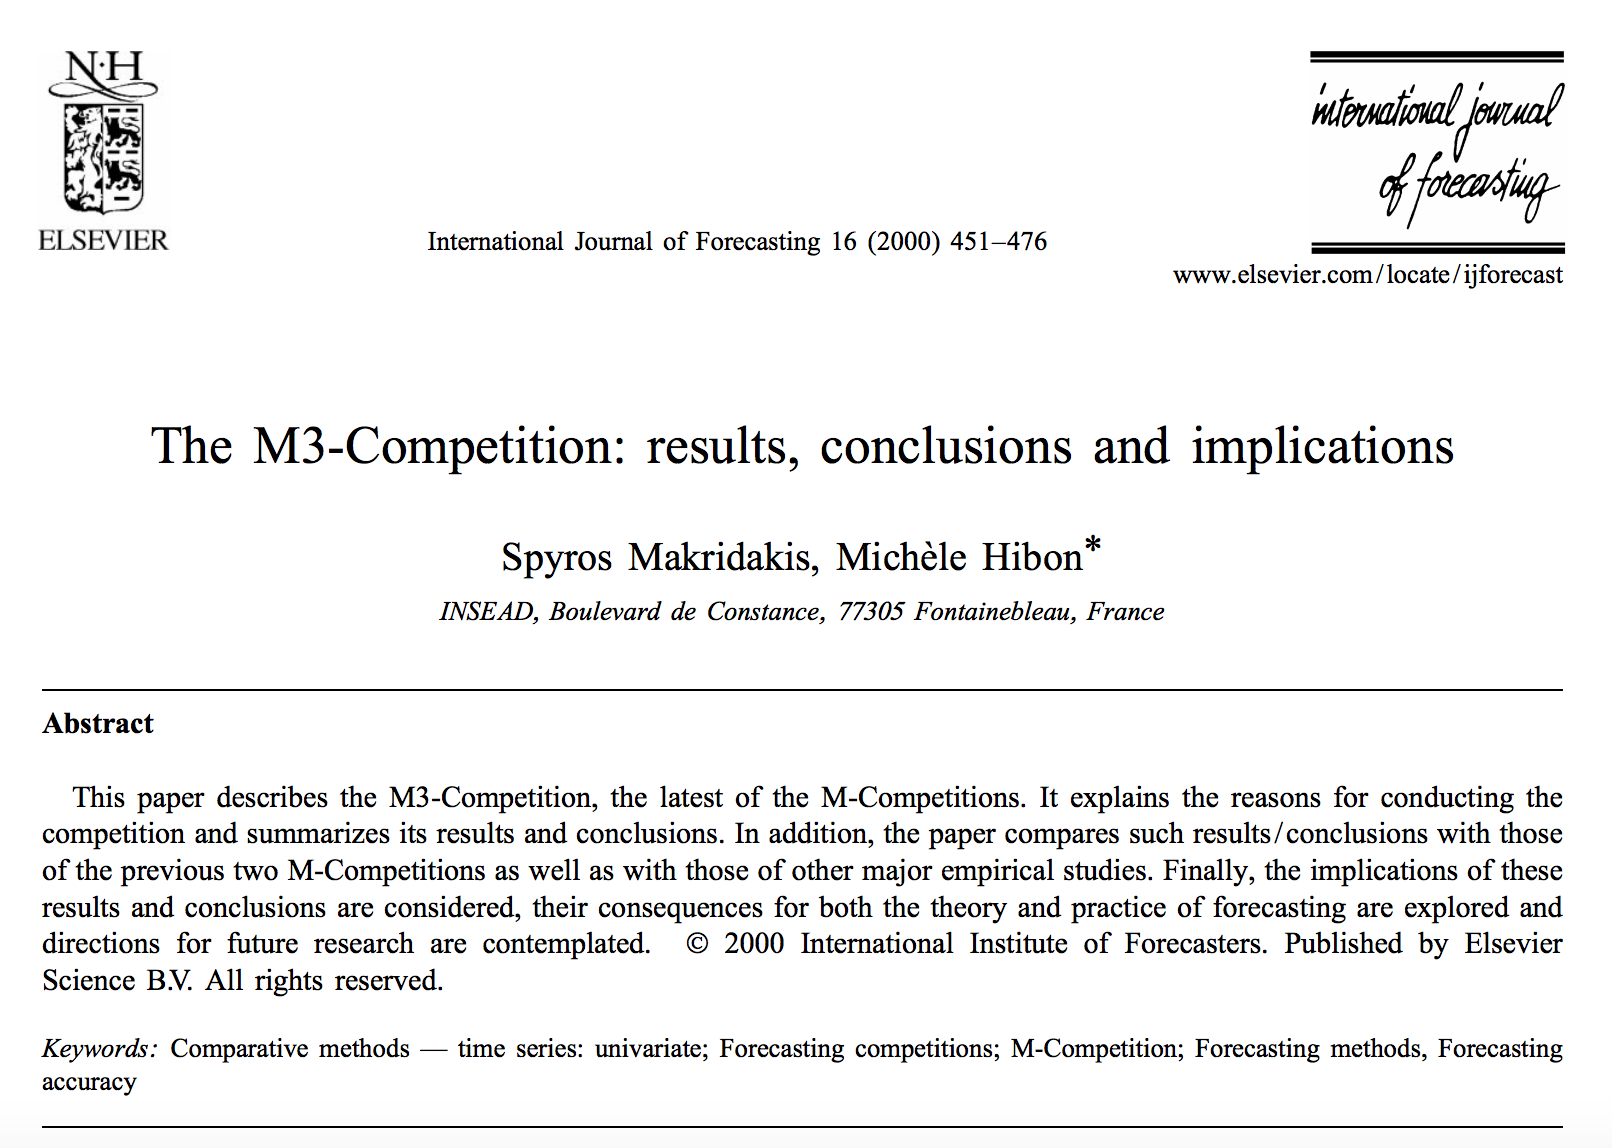 N·H
ELSEVIER
international journal
of forecasting
International Journal of Forecasting 16 (2000) 451–476
www.elsevier.com/locate/ijforecast
The M3-Competition: results, conclusions and implications
Spyros Makridakis, Michèle Hibon*
INSEAD, Boulevard de Constance, 77305 Fontainebleau, France
Abstract
This paper describes the M3-Competition, the latest of the M-Competitions. It explains the reasons for conducting the
competition and summarizes its results and conclusions. In addition, the paper compares such results/conclusions with those
of the previous two M-Competitions as well as with those of other major empirical studies. Finally, the implications of these
results and conclusions are considered, their consequences for both the theory and practice of forecasting are explored and
directions for future research are contemplated. © 2000 International Institute of Forecasters. Published by Elsevier
Science B.V. All rights reserved.
Keywords: Comparative methods — time series: univariate; Forecasting competitions; M-Competition; Forecasting methods, Forecasting
accuracy